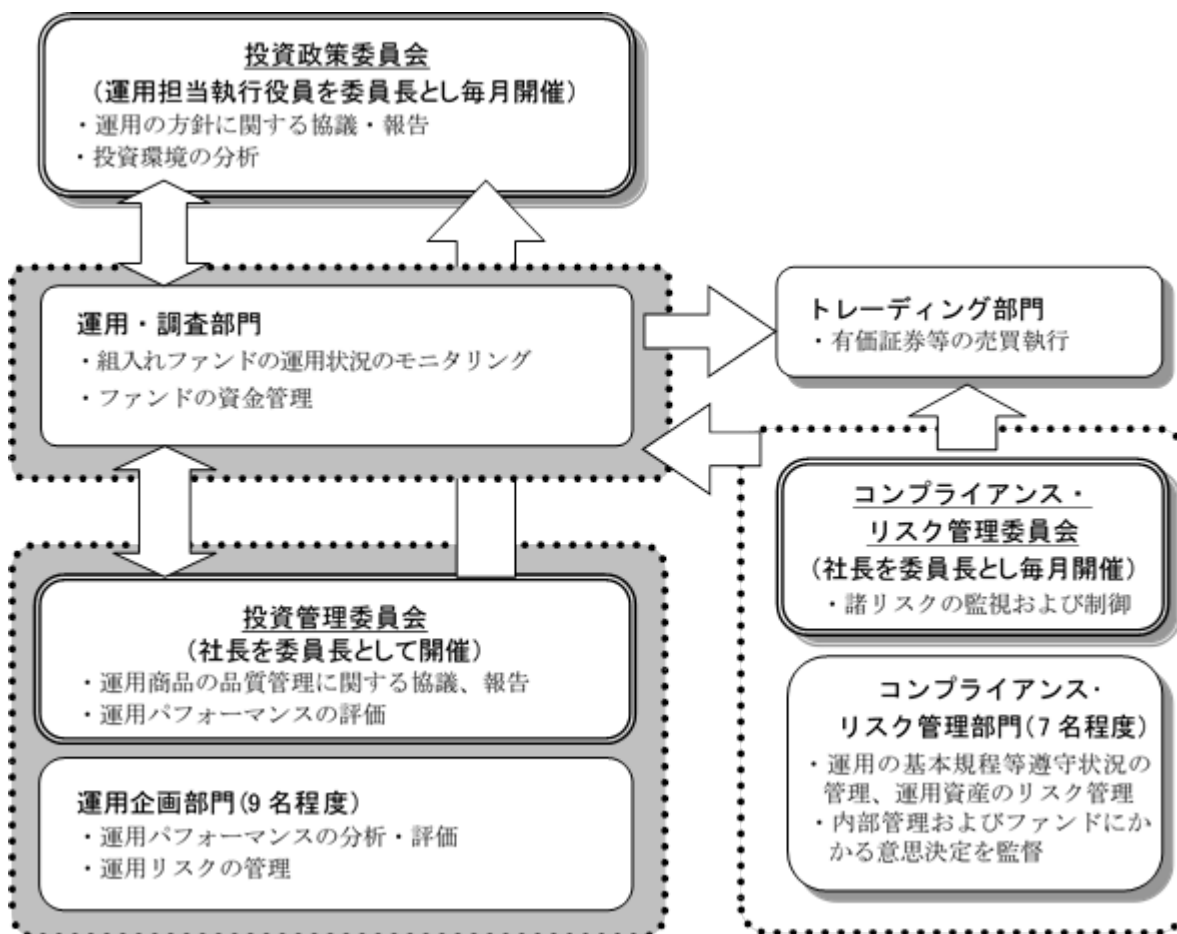 投資政策委員会
（運用担当執行役員を委員長とし毎月開催）
・運用の方針に関する協議・報告
・投資環境の分析
運用・調査部門
・組入れファンドの運用状況のモニタリング
・ファンドの資金管理
トレーディング部門
・有価証券等の売買執行
投資管理委員会
（社長を委員長として開催）
・運用商品の品質管理に関する協議、報告
・運用パフォーマンスの評価
運用企画部門（9 名程度）
・運用パフォーマンスの分析・評価
・運用リスクの管理
コンプライアンス・
リスク管理委員会
（社長を委員長とし毎月開催）
・諸リスクの監視および制御
コンプライアンス・
リスク管理部門（7 名程度）
・運用の基本規程等遵守状況の
管理、運用資産のリスク管理
・内部管理およびファンドにか
かる意思決定を監督